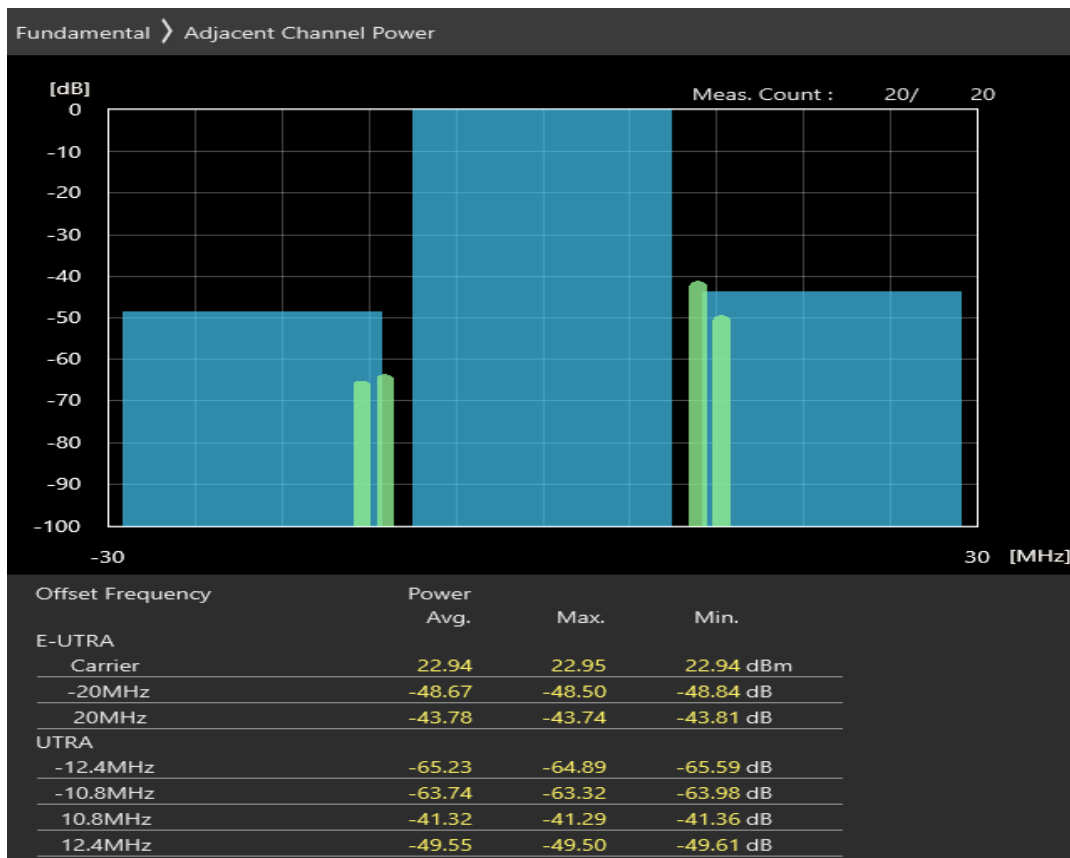 Fundamental 〉 Adjacent Channel Power
[dB]
Meas. Count : 20/ 20
0
-10
-20
-30
-40
-50
-60
-70
-80
-90
-100
-30 30 [MHz]
Offset Frequency Power
Avg. Max. Min.
E-UTRA
Carrier 22.94 22.95 22.94 dBm
-20MHz -48.67 -48.50 -48.84 dB
20MHz -43.78 -43.74 -43.81 dB
UTRA
-12.4MHz -65.23 -64.89 -65.59 dB
-10.8MHz -63.74 -63.32 -63.98 dB
10.8MHz -41.32 -41.29 -41.36 dB
12.4MHz -49.55 -49.50 -49.61 dB